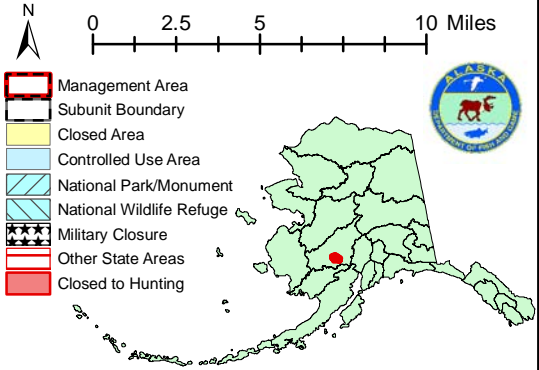 N
0 2.5 5 10 Miles
Management Area
Subunit Boundary
Closed Area
Controlled Use Area
National Park/Monument
National Wildlife Refuge
Military Closure
Other State Areas
Closed to Hunting
ALASKA
DEPARTMENT OF FISH AND GAME